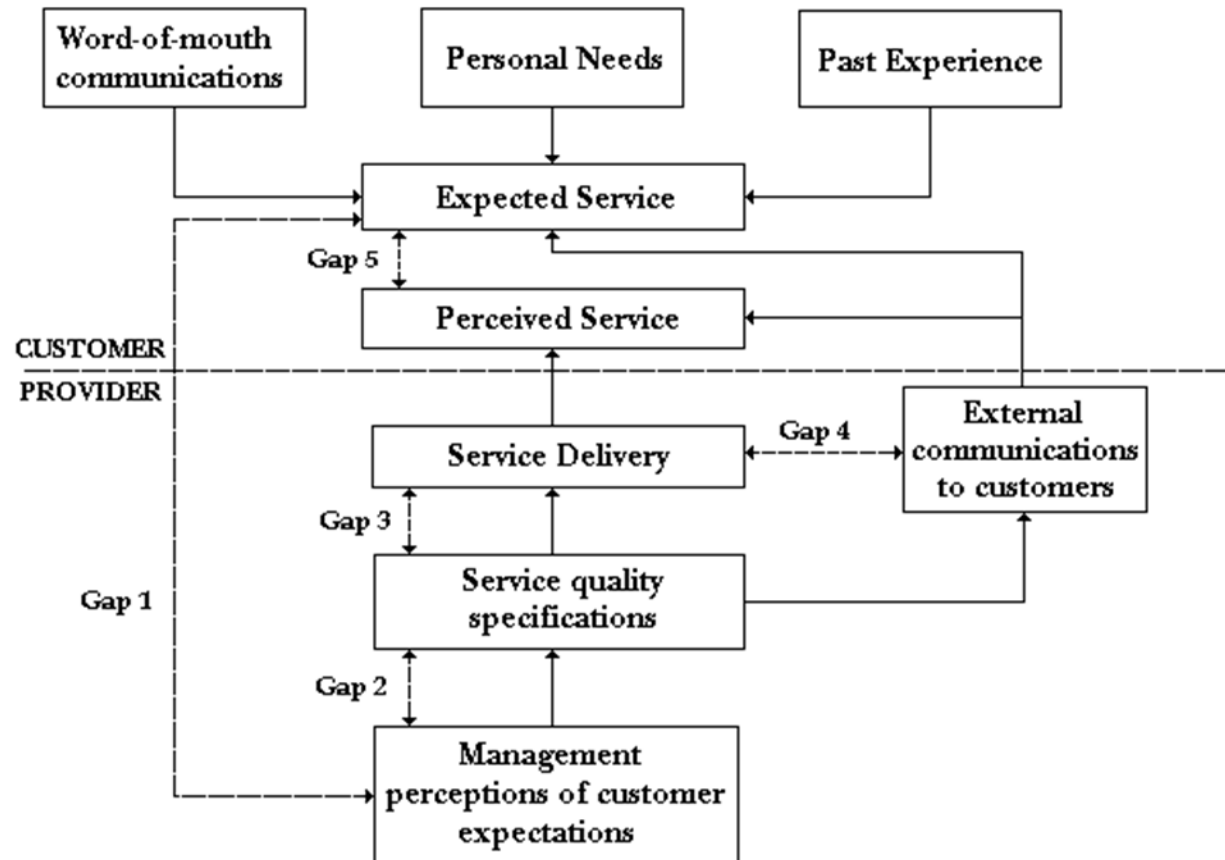 Word-of-mouth
communications
Personal Needs
Past Experience
Expected Service
Gap 5
Perceived Service
CUSTOMER
PROVIDER
External
communications
to customers
Gap 4
Service Delivery
Gap 3
Service quality
specifications
Gap 1
Gap 2
Management
perceptions of customer
expectations